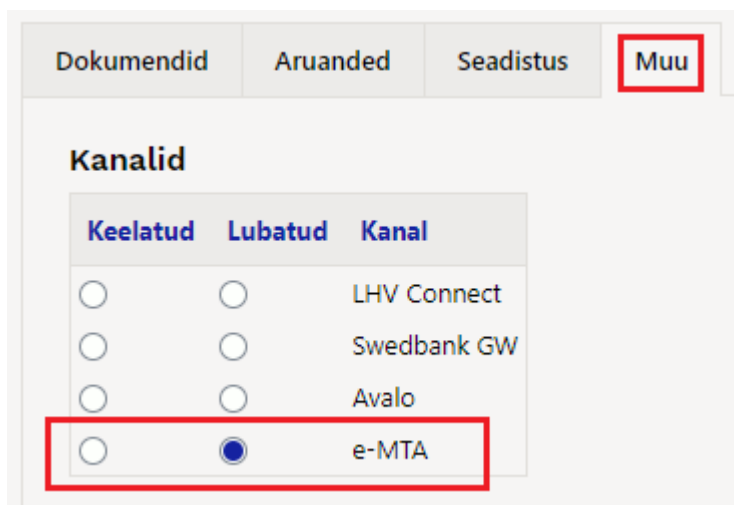 Dokumendid Aruanded Seadistus Muu
Kanalid
Keelatud Lubatud Kanal
LHV Connect
Swedbank GW
Avalo
e-MTA